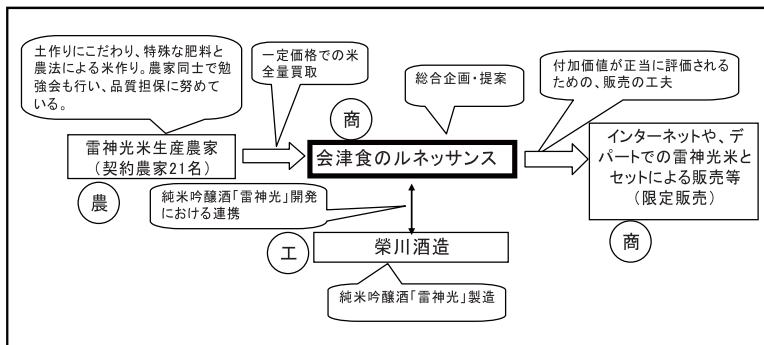 土作りにこだわり、特殊な肥料と
農法による米作り。農家同士で勉
強会も行い、品質担保に努めて
いる。
一定価格での米
全量買取
総合企画・提案
付加価値が正当に評価される
ための、販売の工夫
商
雷神光米生産農家
（契約農家21名）
会津食のルネッサンス
インターネットや、デ
パートでの雷神光米と
セットによる販売等
（限定販売）
農
純米吟醸酒「雷神光」開発
における連携
工
榮川酒造
商
純米吟醸酒「雷神光」製造